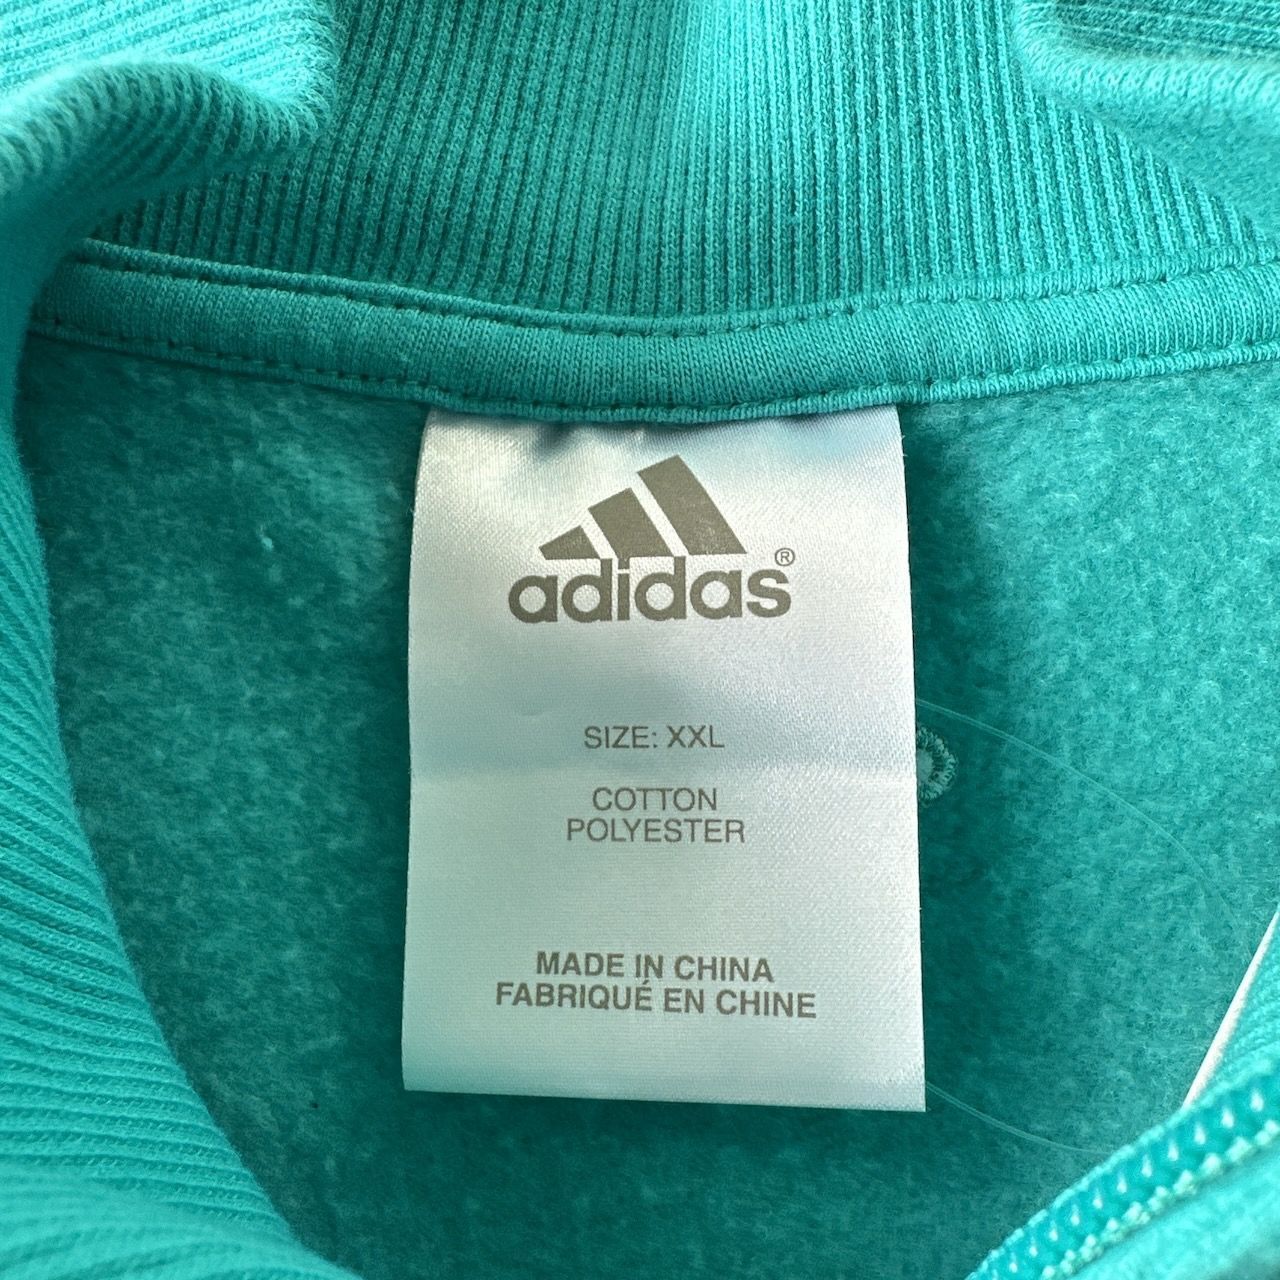 adidas®
SIZE: XXL
COTTON
POLYESTER
MADE IN CHINA
FABRIQUÉ EN CHINE